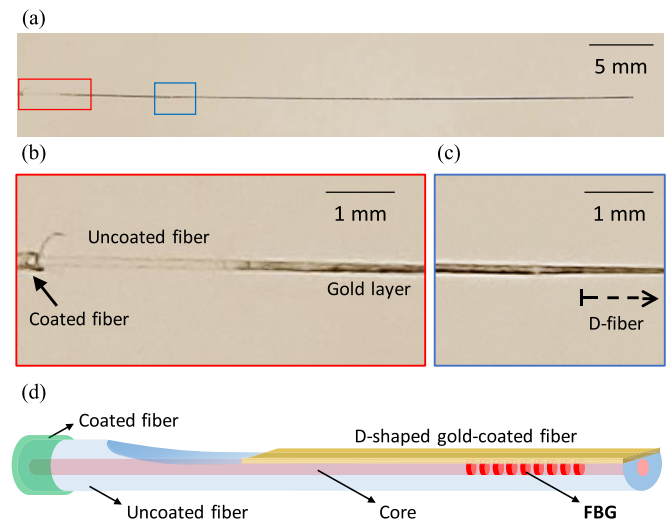 (a)
5 mm
(b)
(c)
1 mm
1 mm
Uncoated fiber
Gold layer
Coated fiber
D-fiber
(d)
Coated fiber
D-shaped gold-coated fiber
Uncoated fiber
Core
FBG